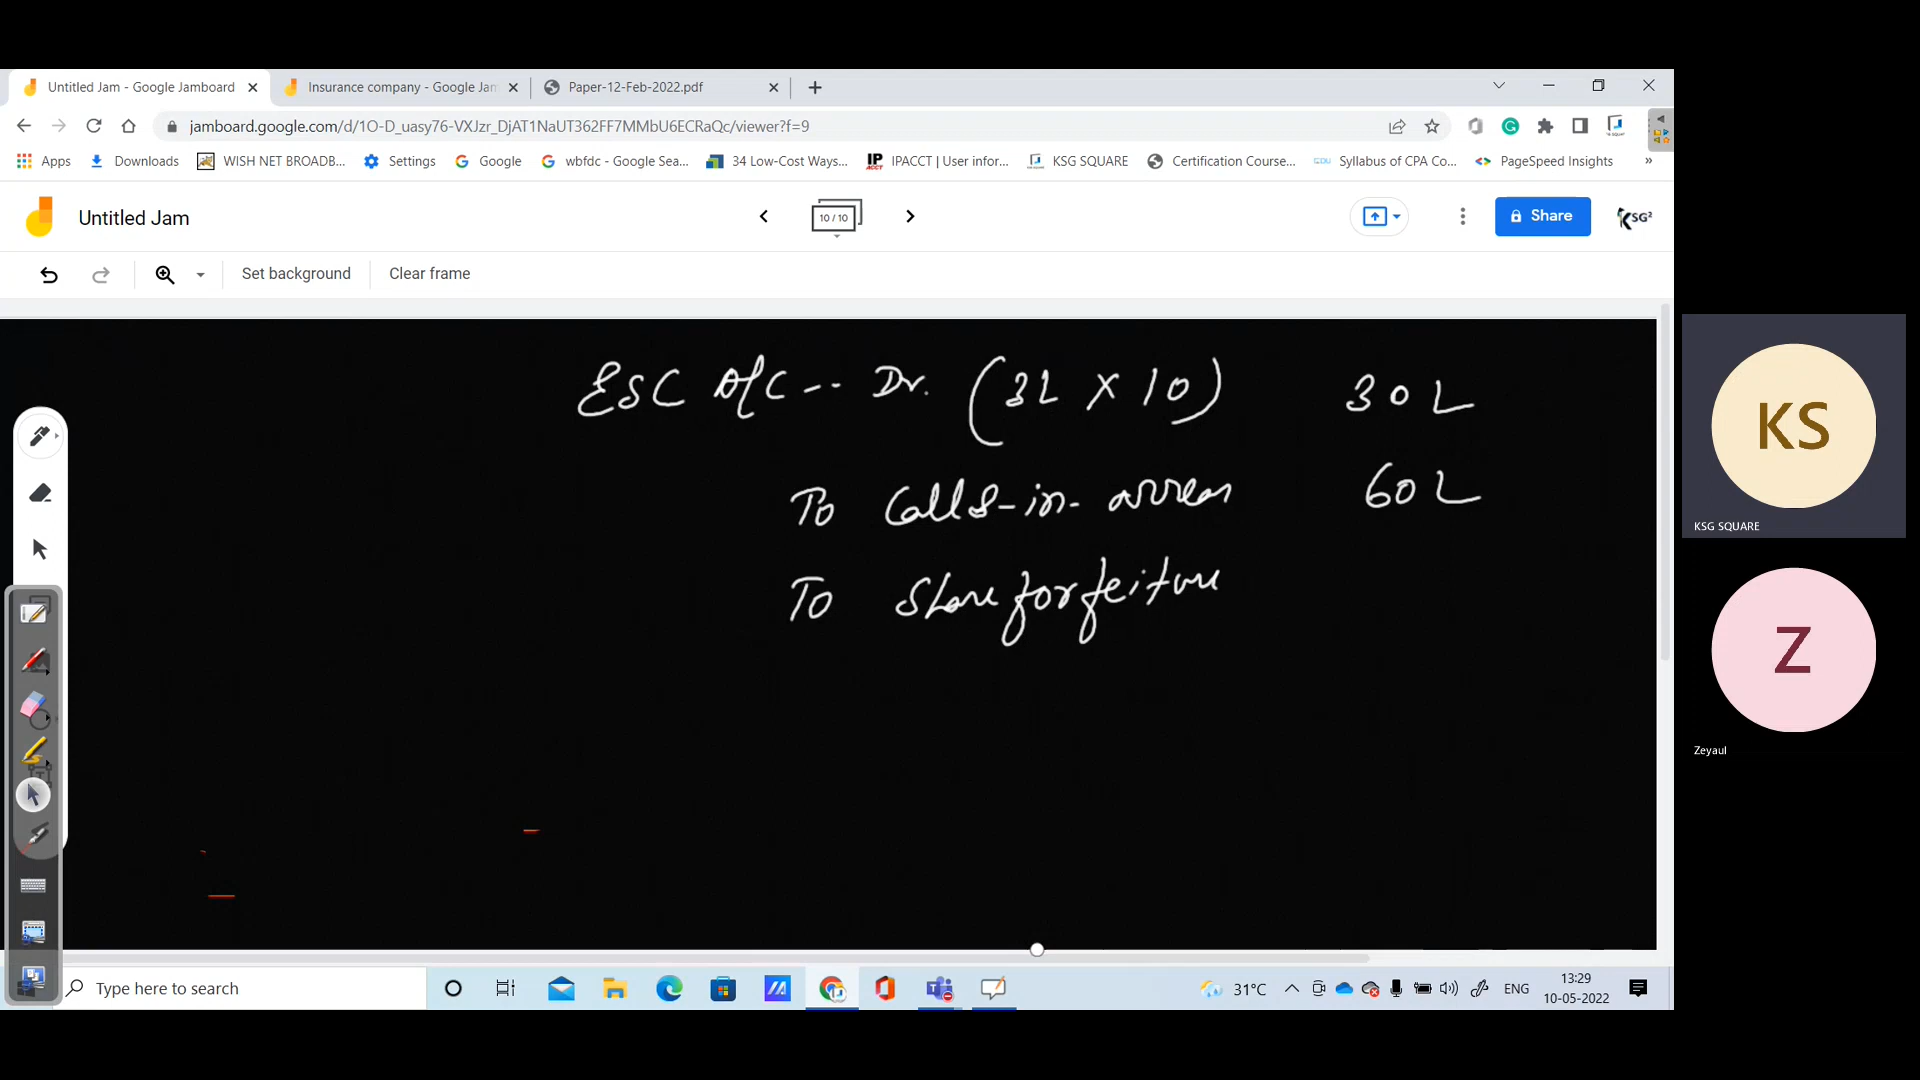 Untitled Jam - Google Jamboard
Insurance company - Google Jam
Paper-12-Feb-2022.pdf
jamboard.google.com/d/1O-D_uasy76-VXJzr_DjAT1NaUT362FF7MMbU6ECRaQc/viewer?f=9
Apps Downloads WISH NET BROADB... Settings Google wbfdc - Google Sea... 34 Low-Cost Ways... IPACCT | User infor... KSG SQUARE Certification Course... Syllabus of CPA Co... PageSpeed Insights »
Untitled Jam
10 / 10
Share
KSG²
Set background Clear frame
ESC A/C -- Dr. (3L X 10) 30L
To Calls-in-arrear 60L
To Share forfeiture
KS
KSG SQUARE
Z
Zeyaul
Type here to search
31°C
ENG
13:29
10-05-2022